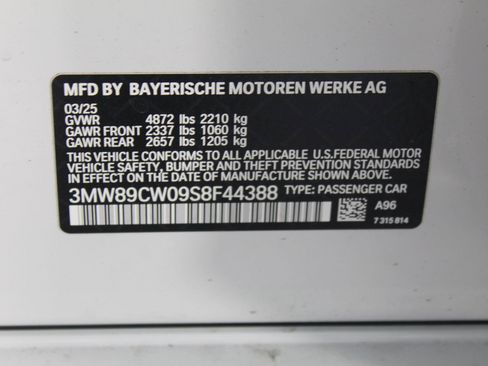 MFD BY BAYERISCHE MOTOREN WERKE AG
03/25
GVWR 4872 lbs 2210 kg
GAWR FRONT 2337 lbs 1060 kg
GAWR REAR 2657 lbs 1205 kg
THIS VEHICLE CONFORMS TO ALL APPLICABLE U.S.FEDERAL MOTOR
VEHICLE SAFETY, BUMPER AND THEFT PREVENTION STANDARDS
IN EFFECT ON THE DATE OF MANUFACTURE SHOWN ABOVE.
3MW89CW09S8F44388 TYPE: PASSENGER CAR
A96
7 315 814